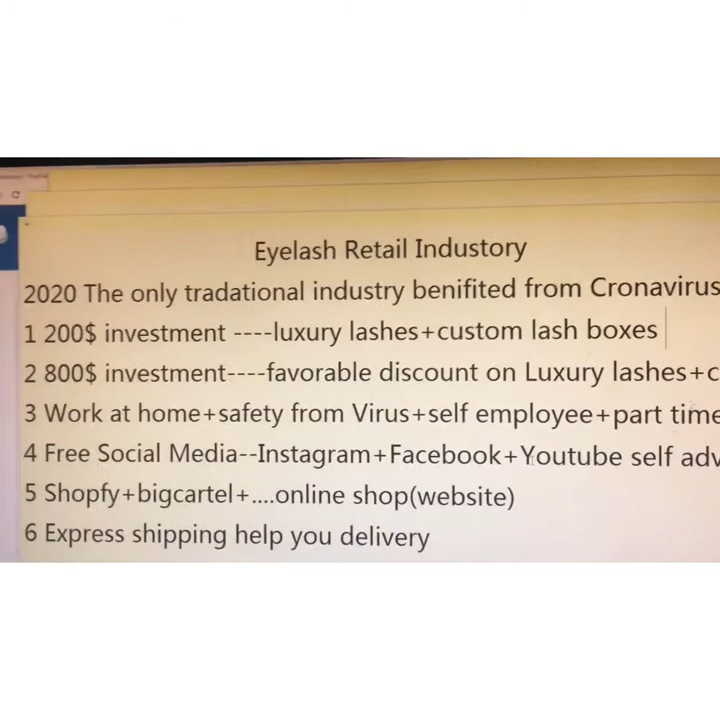 Eyelash Retail Industory
2020 The only tradational industry benifited from Cronavirus
1 200$ investment ----luxury lashes+custom lash boxes
2 800$ investment----favorable discount on Luxury lashes+c
3 Work at home+safety from Virus+self employee+part time
4 Free Social Media--Instagram+Facebook+Youtube self adv
5 Shopfy+bigcartel+....online shop(website)
6 Express shipping help you delivery